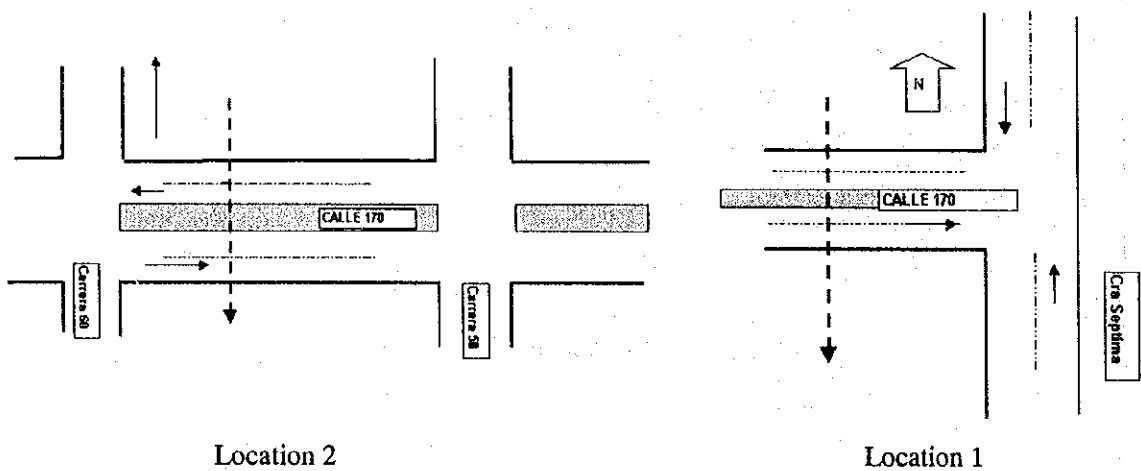 N
CALLE 170
CALLE 170
Carrera 60
Carrera 58
Cra Septima
Location 2
Location 1